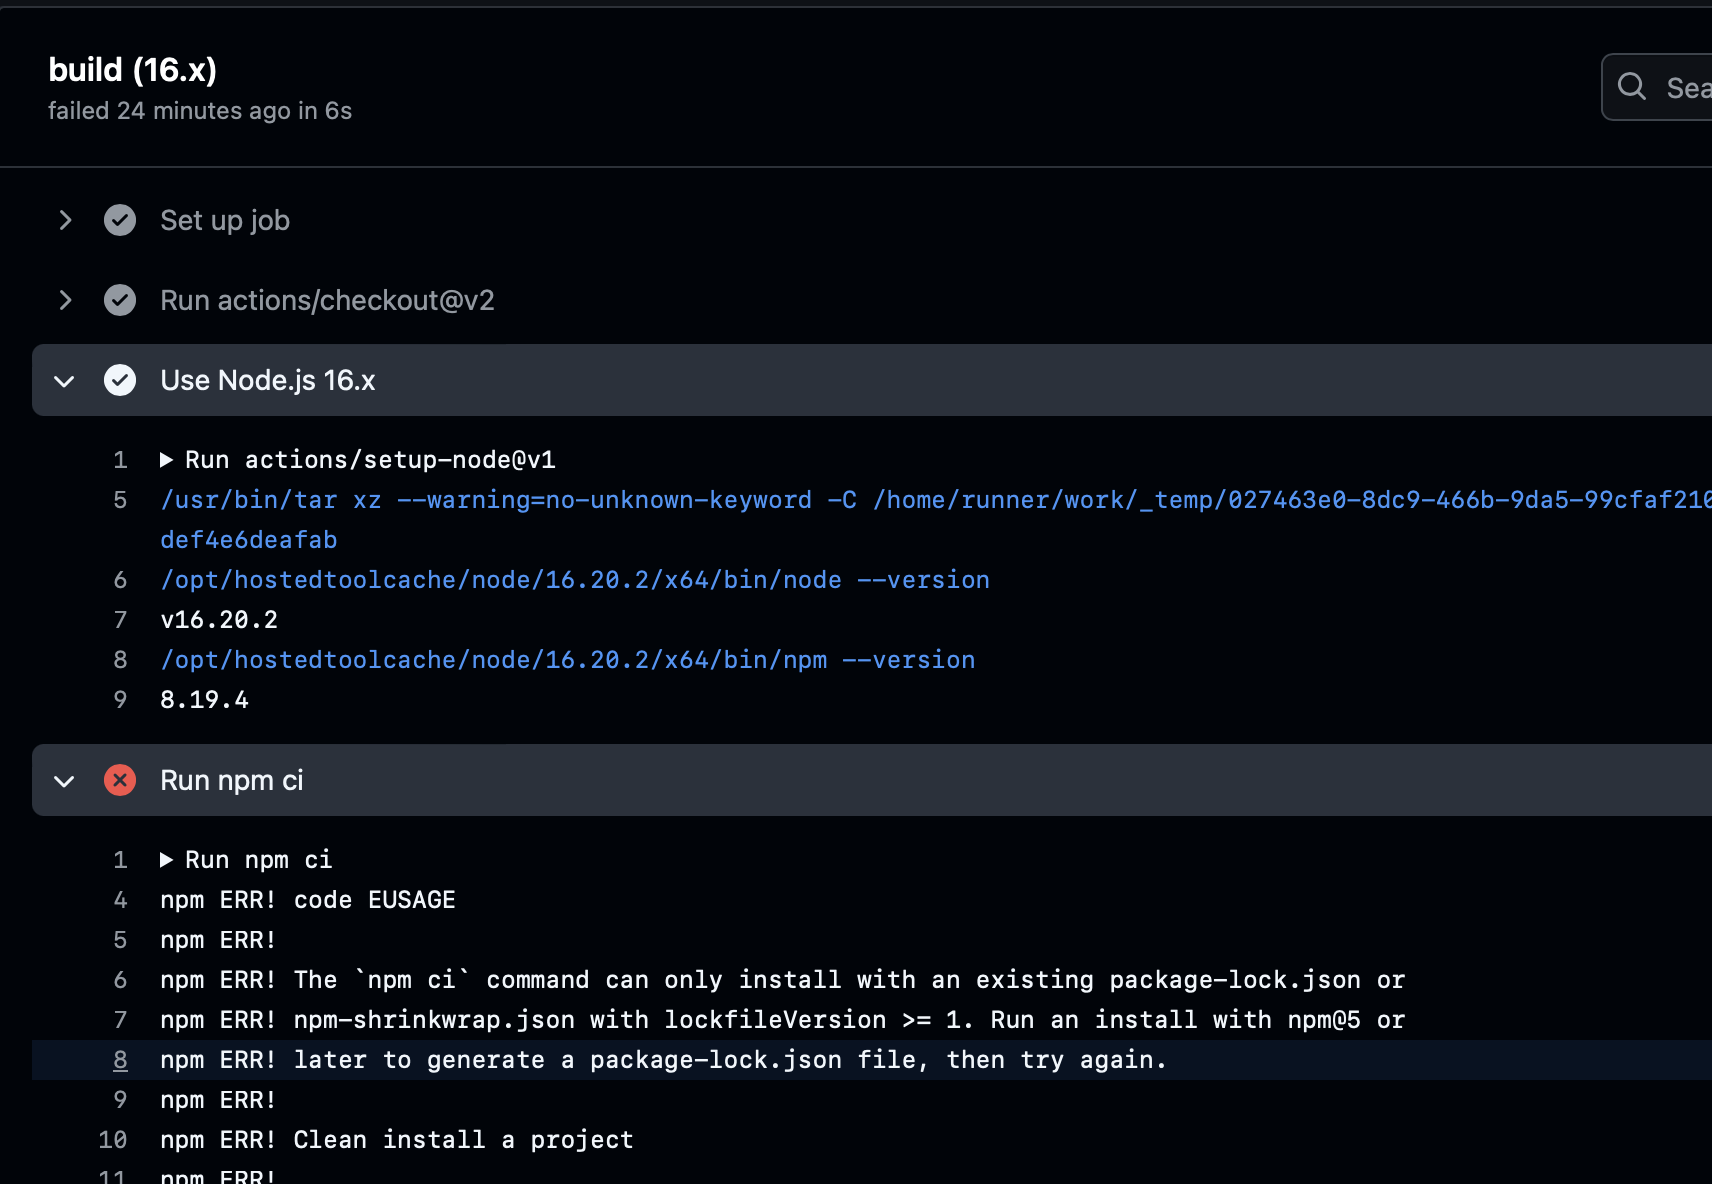 build (16.x)
failed 24 minutes ago in 6s
Set up job
Run actions/checkout@v2
Use Node.js 16.x
1 Run actions/setup-node@v1
5 /usr/bin/tar xz --warning=no-unknown-keyword -C /home/runner/work/_temp/027463e0-8dc9-466b-9da5-99cfaf210
def4e6deafab
6 /opt/hostedtoolcache/node/16.20.2/x64/bin/node --version
7 v16.20.2
8 /opt/hostedtoolcache/node/16.20.2/x64/bin/npm --version
9 8.19.4
Run npm ci
1 Run npm ci
4 npm ERR! code EUSAGE
5 npm ERR!
6 npm ERR! The `npm ci` command can only install with an existing package-lock.json or
7 npm ERR! npm-shrinkwrap.json with lockfileVersion >= 1. Run an install with npm@5 or
8 npm ERR! later to generate a package-lock.json file, then try again.
9 npm ERR!
10 npm ERR! Clean install a project
11 npm ERR!